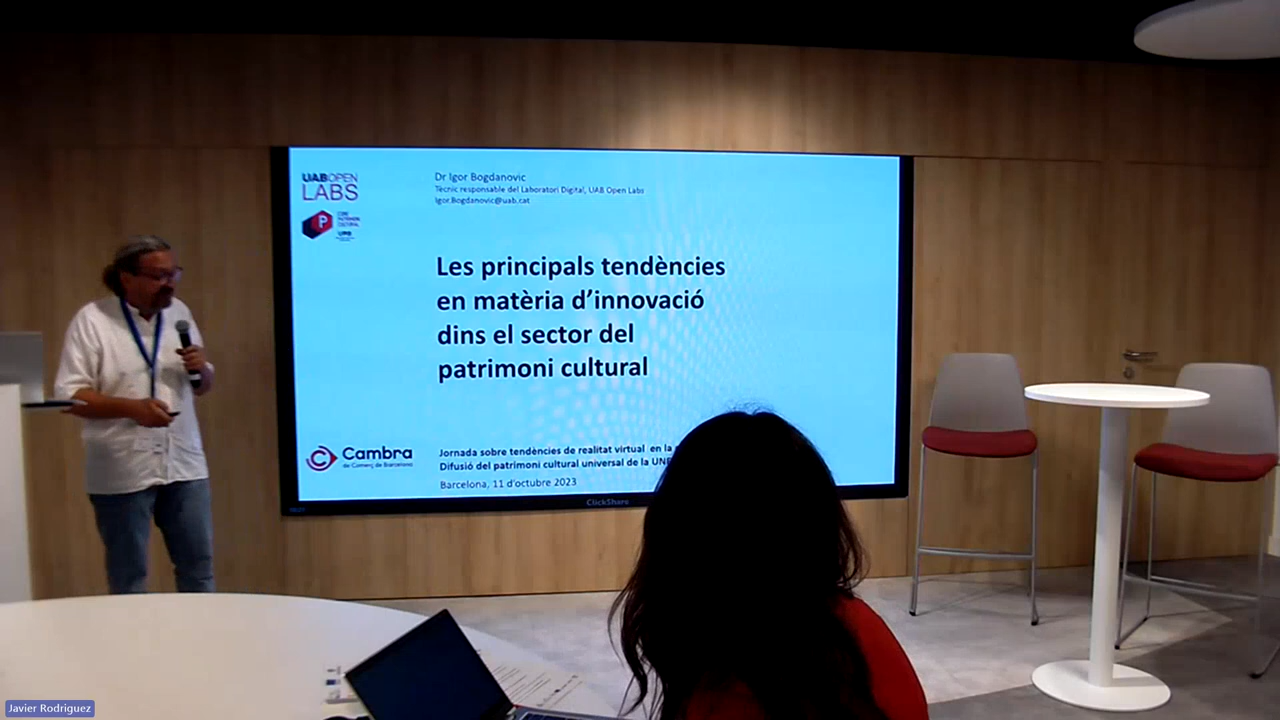 UAB OPEN
LABS
Dr Igor Bogdanovic
Tècnic responsable del Laboratori Digital, UAB Open Labs
Igor.Bogdanovic@uab.cat
Les principals tendències
en matèria d'innovació
dins el sector del
patrimoni cultural
Cambra
de Comerç de Barcelona
Jornada sobre tendències de realitat virtual en la
Difusió del patrimoni cultural universal de la
Barcelona, 11 d'octubre 2023
ClickShare
Javier Rodriguez